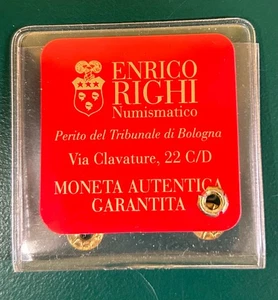 ENRICO
RIGHI
Numismatico
Perito del Tribunale di Bologna
Via Clavature, 22 C/D
MONETA AUTENTICA
GARANTITA